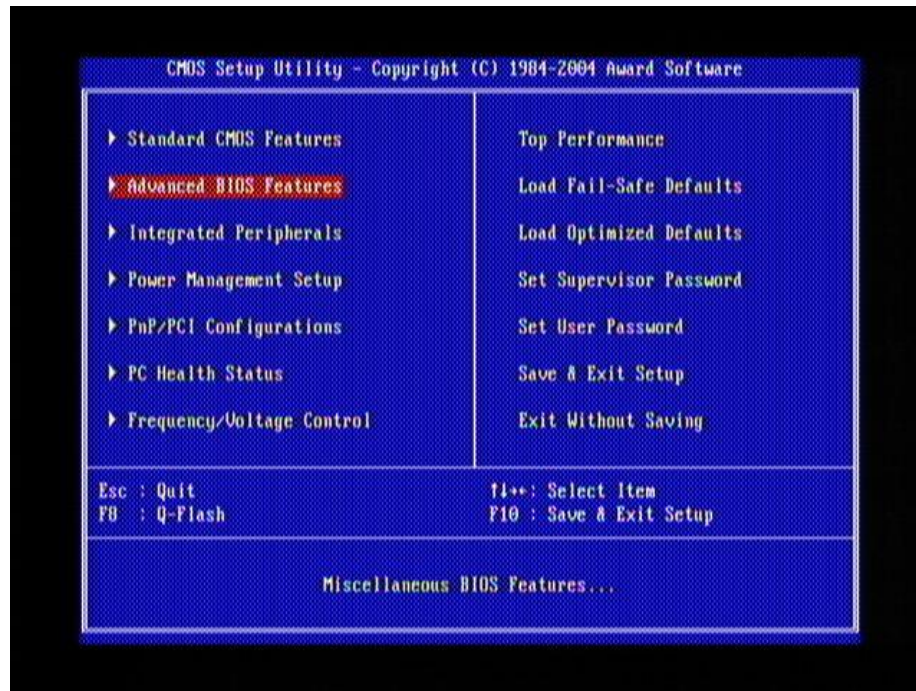 CMOS Setup Utility - Copyright (C) 1984-2004 Award Software
Standard CMOS Features
Advanced BIOS Features
Integrated Peripherals
Power Management Setup
PnP/PCI Configurations
PC Health Status
Frequency/Voltage Control
Top Performance
Load Fail-Safe Defaults
Load Optimized Defaults
Set Supervisor Password
Set User Password
Save & Exit Setup
Exit Without Saving
Esc : Quit
F8 : Q-Flash
↑↓→←: Select Item
F10 : Save & Exit Setup
Miscellaneous BIOS Features...